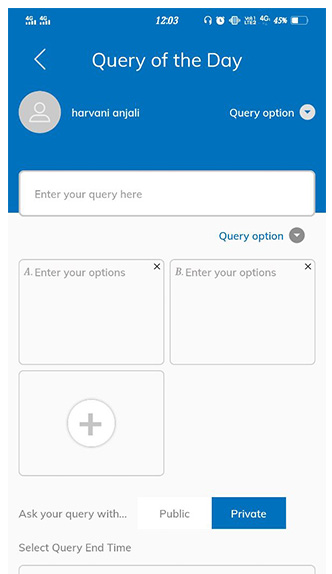 4G 4G 12:03 4G 45%
Query of the Day
harvani anjali Query option
Enter your query here
Query option
A. Enter your options × B. Enter your options ×
+
Ask your query with... Public Private
Select Query End Time